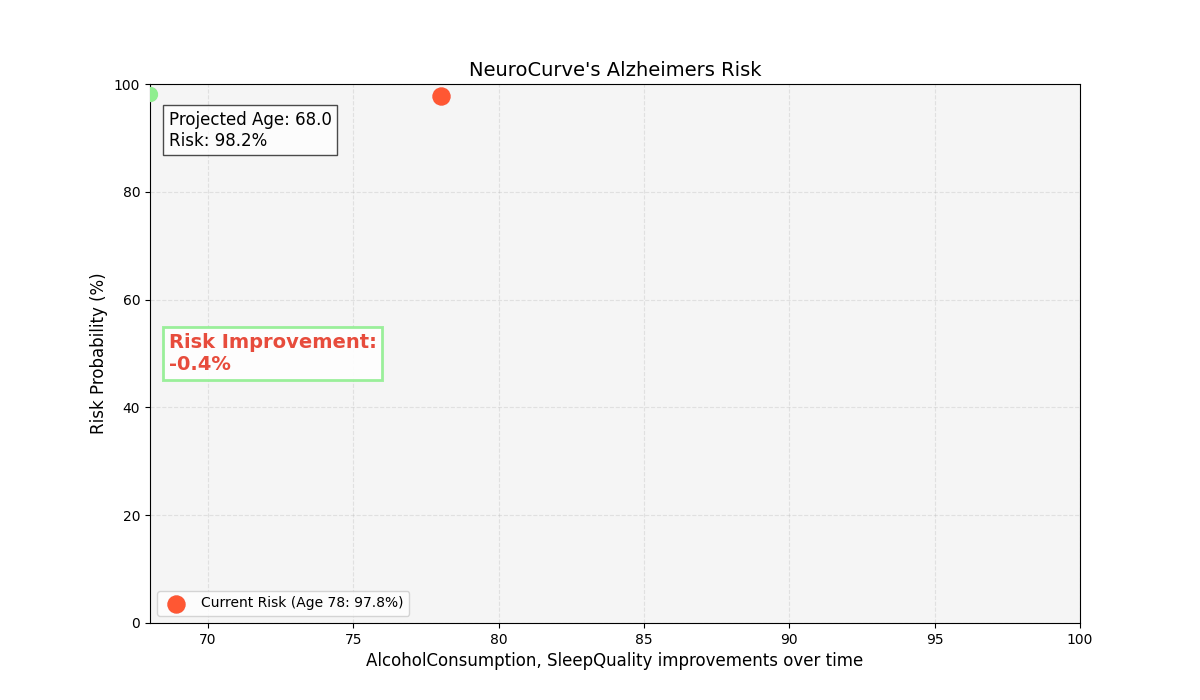 NeuroCurve's Alzheimers Risk
100
Projected Age: 68.0
Risk: 98.2%
80
60
Risk Improvement:
-0.4%
40
20
0
Risk Probability (%)
Current Risk (Age 78: 97.8%)
70 75 80 85 90 95 100
AlcoholConsumption, SleepQuality improvements over time